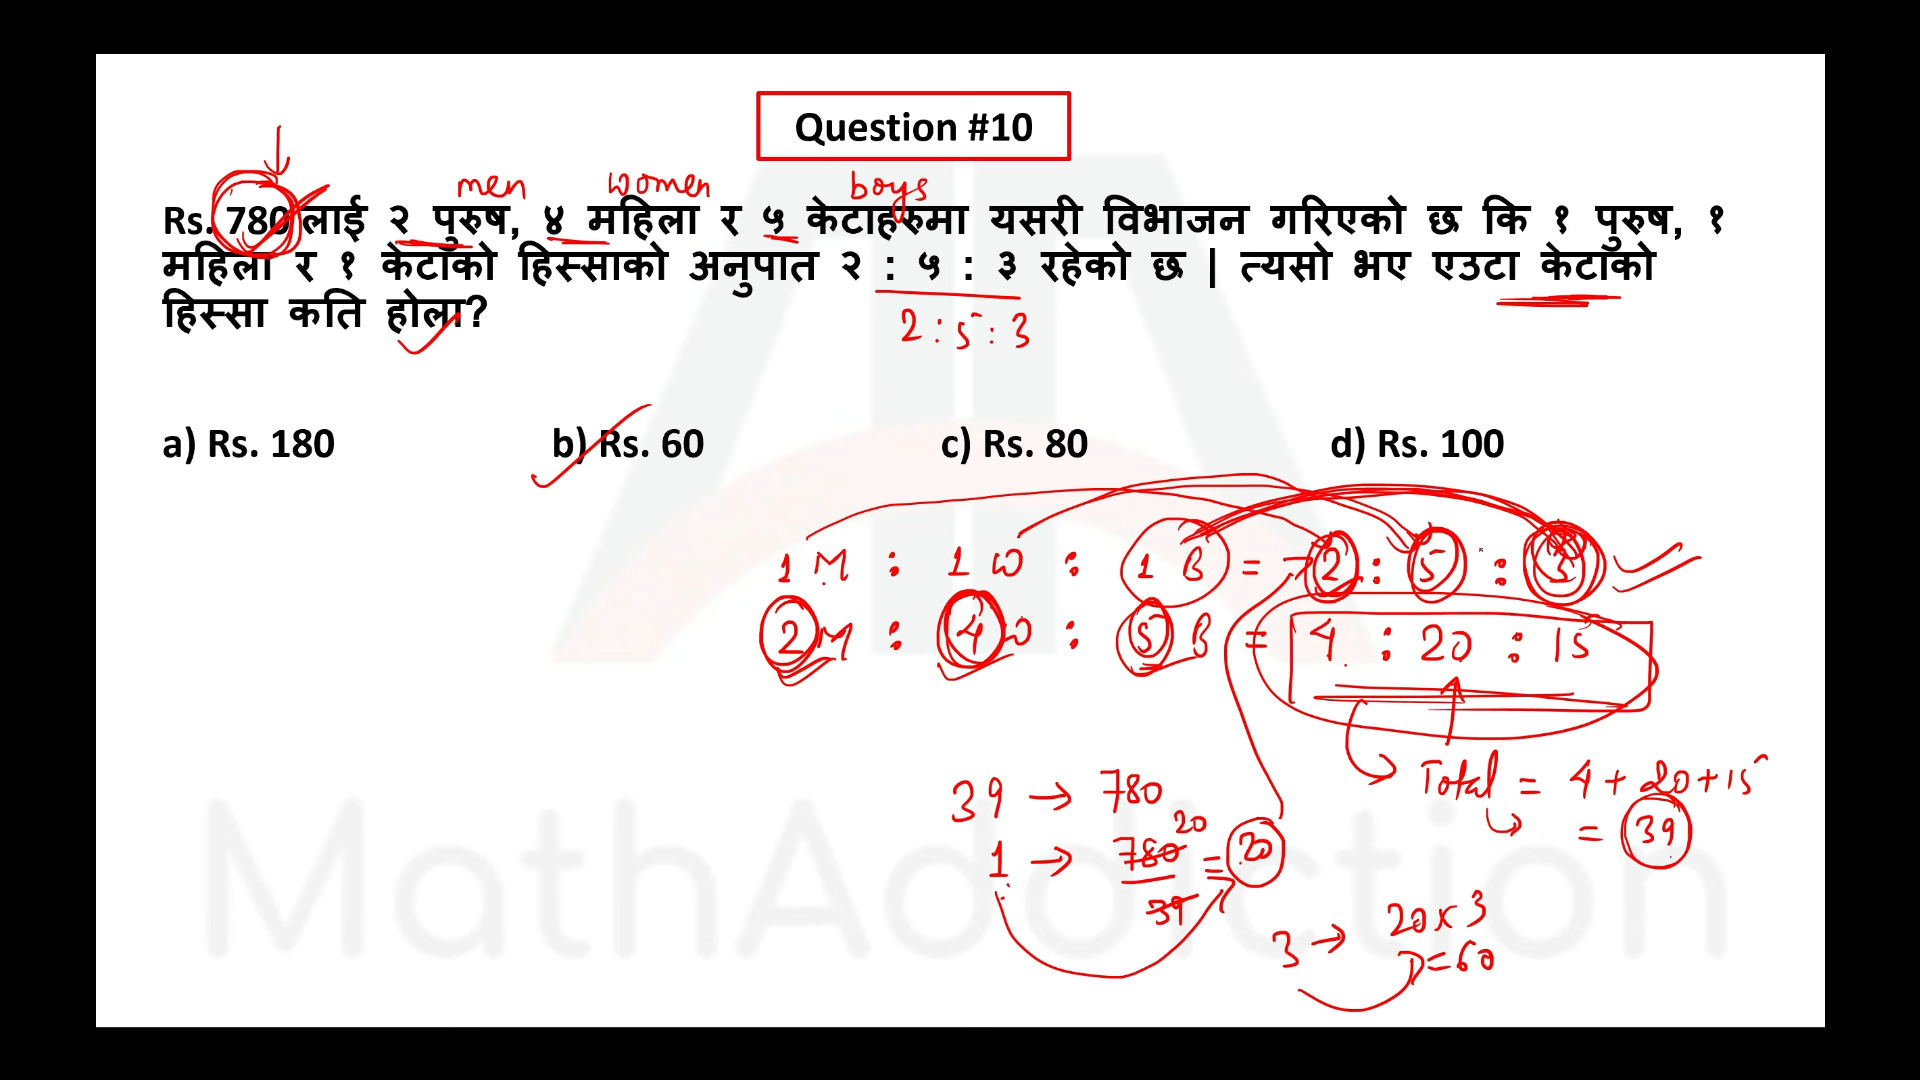 Question #10
men women boys
Rs. 780 लाई २ पुरुष, ४ महिला र ५ केटाहरुमा यसरी विभाजन गरिएको छ कि १ पुरुष, १
महिला र १ केटाको हिस्साको अनुपात २ : ५ : ३ रहेको छ | त्यसो भए एउटा केटाको
हिस्सा कति होला?
2 : 5 : 3
a) Rs. 180 b) Rs. 60 c) Rs. 80 d) Rs. 100
1 M : 1 W : 1 B = 2 : 5 : 3
2 M : 4 W : 5 B = 4 : 20 : 15
Total = 4 + 20 + 15
= 39
39 → 780
20
1 → 780 = 20
39
3 → 20 x 3
= 60
MathAddiction